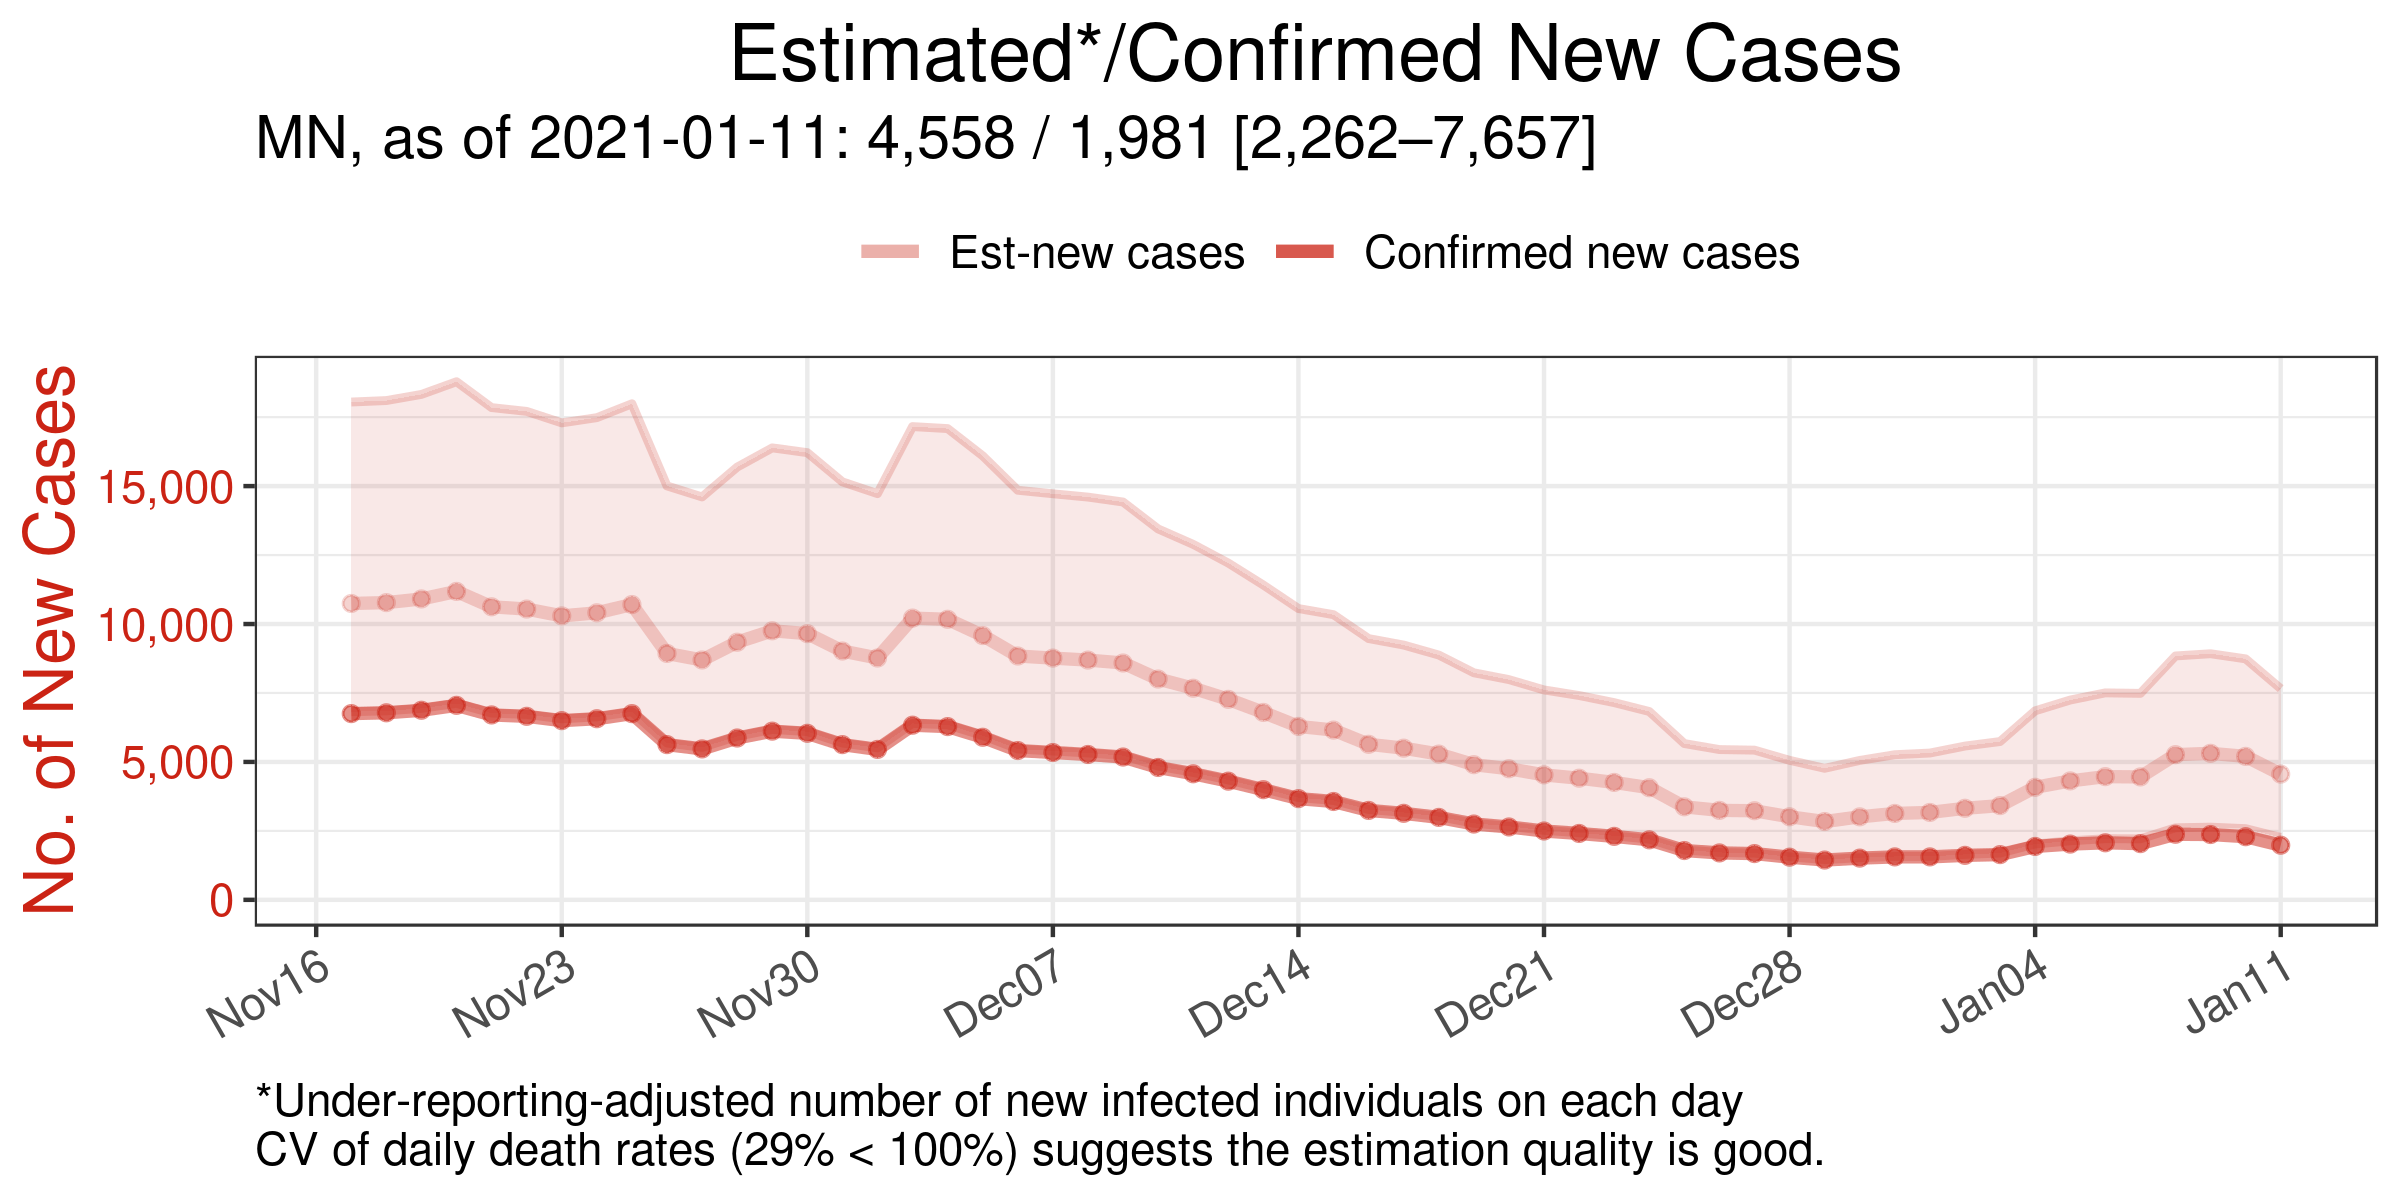 Estimated*/Confirmed New Cases
MN, as of 2021-01-11: 4,558 / 1,981 [2,262–7,657]
Est-new cases
Confirmed new cases
No. of New Cases
15,000
10,000
5,000
0
Nov16
Nov23
Nov30
Dec07
Dec14
Dec21
Dec28
Jan04
Jan11
*Under-reporting-adjusted number of new infected individuals on each day
CV of daily death rates (29% < 100%) suggests the estimation quality is good.